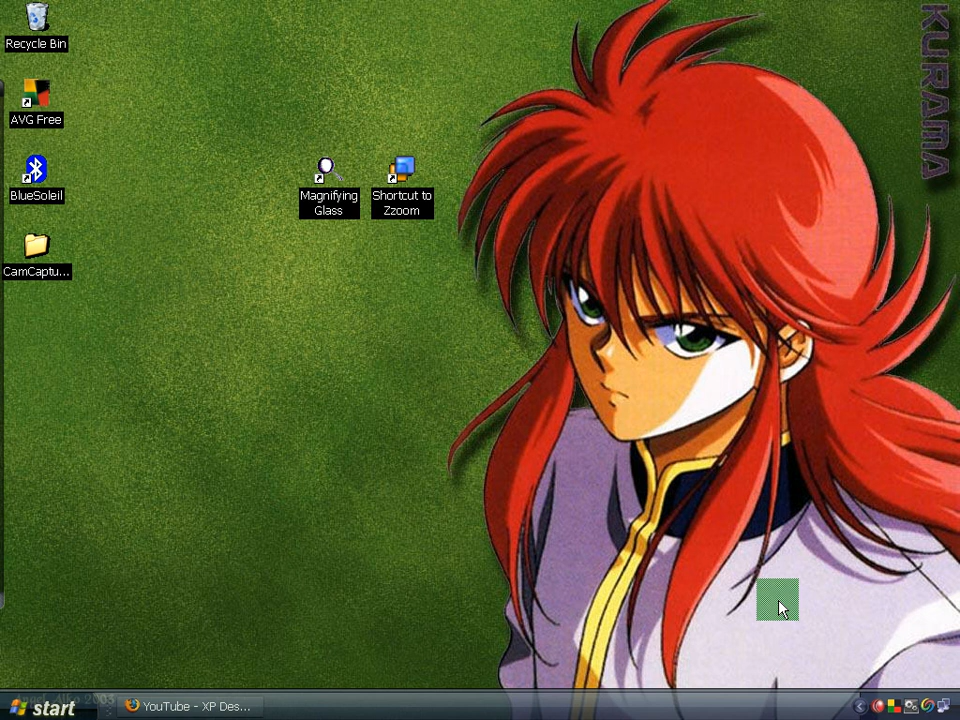 Recycle Bin
AVG Free
BlueSoleil
CamCaptu...
Magnifying
Glass
Shortcut to
Zzoom
KURAMA
start
YouTube - XP Des...